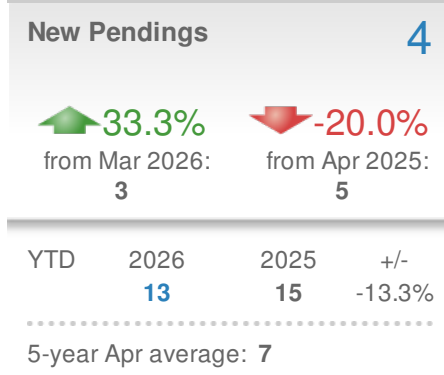 New Pendings 4
33.3% -20.0%
from Mar 2026: from Apr 2025:
3 5
YTD 2026 2025 +/-
13 15 -13.3%
5-year Apr average: 7